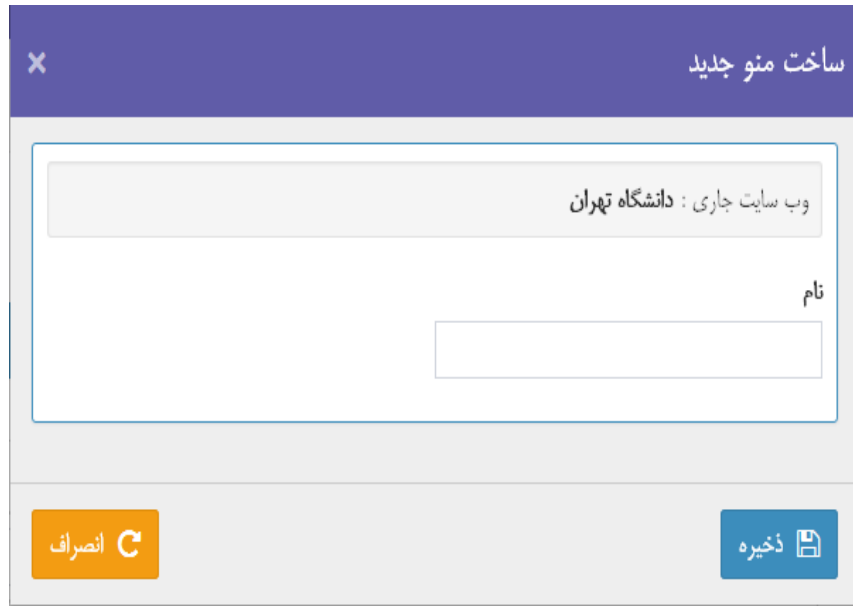 ساخت منو جدید
وب سایت جاری : دانشگاه تهران
نام
ذخیره
انصراف